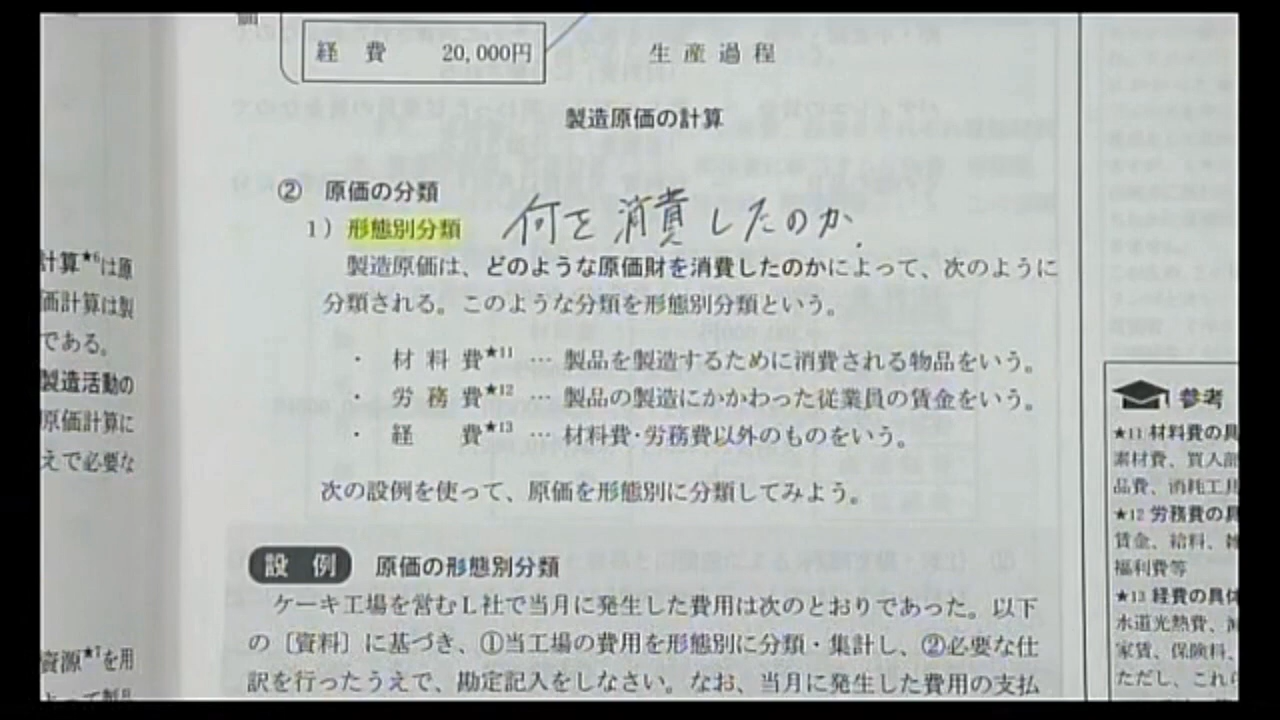 経　費　20,000円
生産過程
製造原価の計算
②　原価の分類
1）形態別分類　何を消費したのか.
製造原価は、どのような原価財を消費したのかによって、次のように
分類される。このような分類を形態別分類という。
・　材料費★11　…　製品を製造するために消費される物品をいう。
・　労務費★12　…　製品の製造にかかわった従業員の賃金をいう。
・　経　費★13　…　材料費・労務費以外のものをいう。
次の設例を使って、原価を形態別に分類してみよう。
設例　原価の形態別分類
ケーキ工場を営むL社で当月に発生した費用は次のとおりであった。以下
の〔資料〕に基づき、①当工場の費用を形態別に分類・集計し、②必要な仕
訳を行ったうえで、勘定記入をしなさい。なお、当月に発生した費用の支払
計算★6は原
価計算は製
である。
製造活動の
原価計算に
えで必要な
資源★7を用
参考
★11 材料費の具
素材費、買入部
品費、消耗工具
★12 労務費の具
賃金、給料、雑
福利費等
★13 経費の具体
水道光熱費、減
家賃、保険料、
ただし、これら